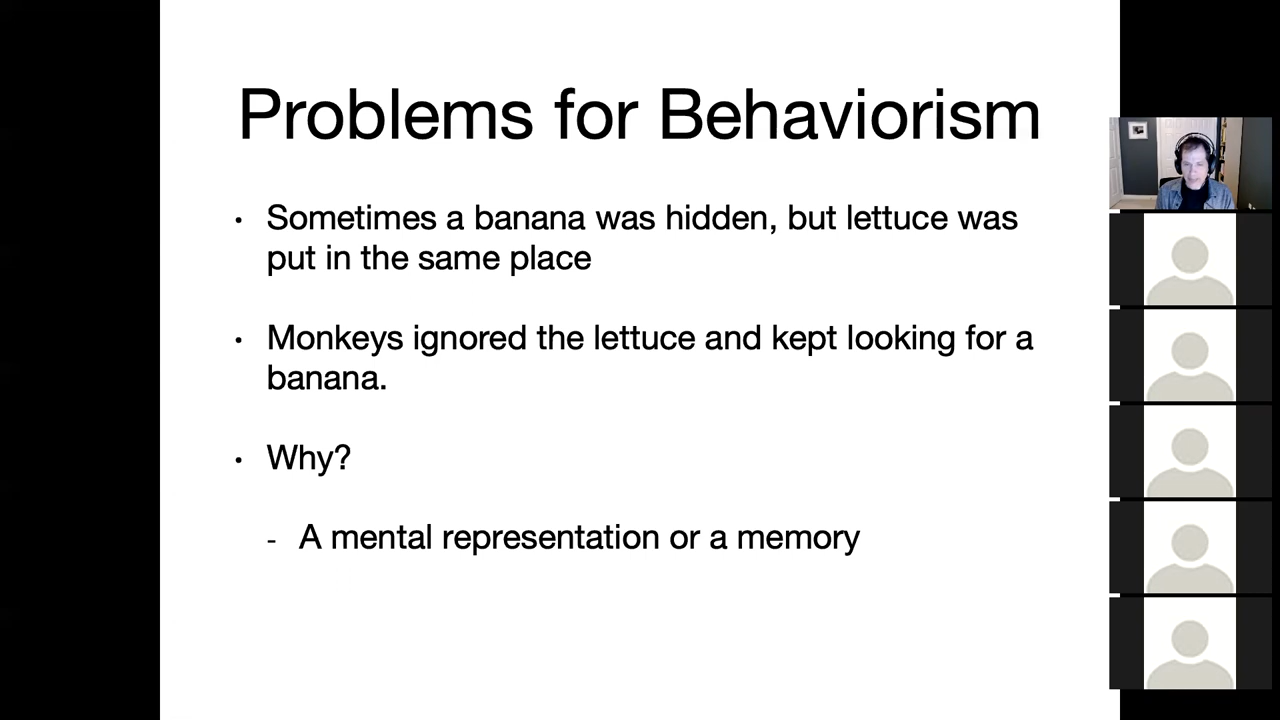 Problems for Behaviorism
• Sometimes a banana was hidden, but lettuce was
put in the same place
• Monkeys ignored the lettuce and kept looking for a
banana.
• Why?
- A mental representation or a memory